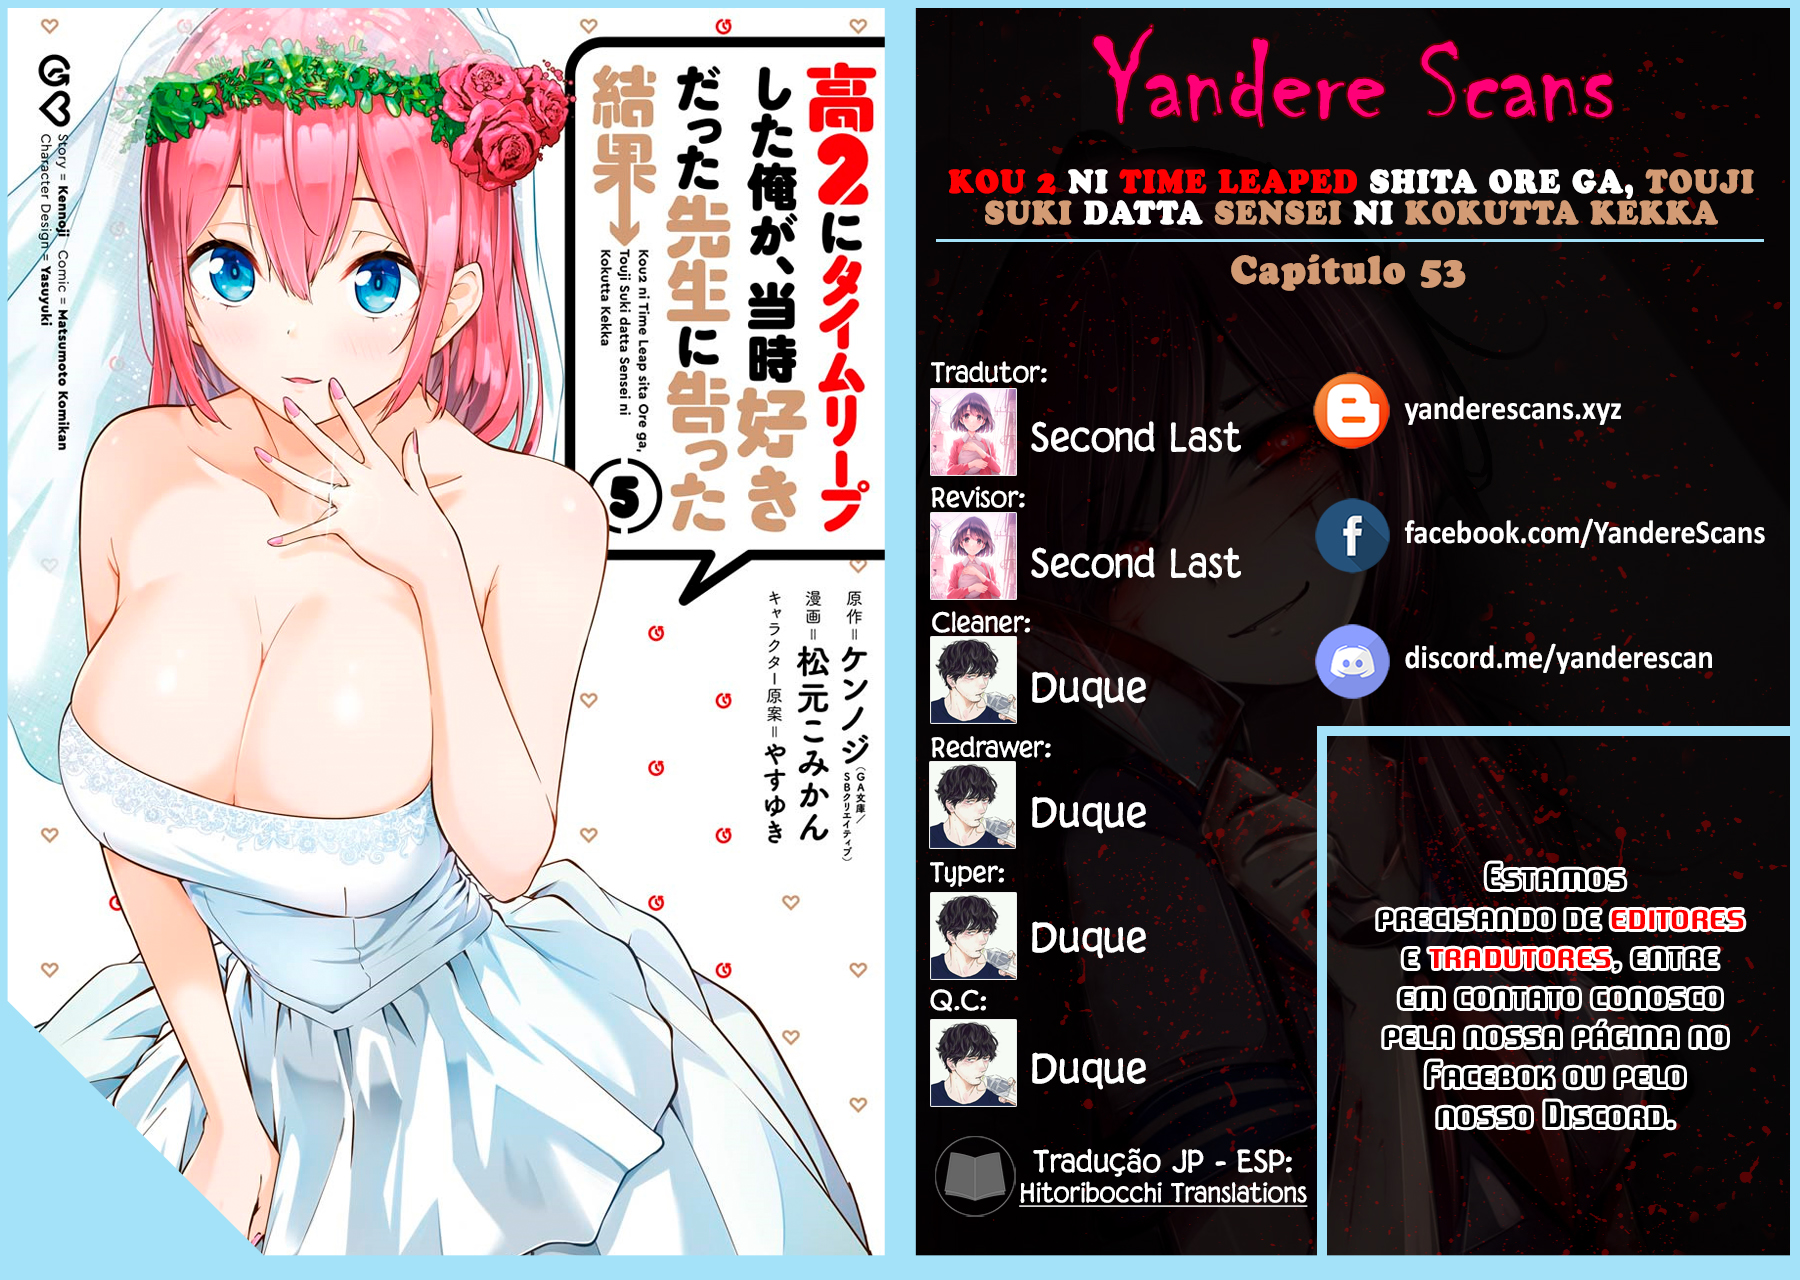 高2にタイムリープ
した俺が、当時好き
だった先生に告った
結果
Kou2 ni Time Leap sita Ore ga,
Touji Suki datta Sensei ni
Kokutta Kekka
5
Story = Kennoji Comic = Matsumoto Komikan
Character Design = Yasuyuki
原作=ケンノジ(GA文庫/SBクリエイティブ)
漫画=松元こみかん
キャラクター原案=やすゆき
Yandere Scans
KOU 2 NI TIME LEAPED SHITA ORE GA, TOUJI
SUKI DATTA SENSEI NI KOKUTTA KEKKA
Capítulo 53
Tradutor:
Second Last
Revisor:
Second Last
Cleaner:
Duque
Redrawer:
Duque
Typer:
Duque
Q.C:
Duque
Tradução JP - ESP:
Hitoribocchi Translations
yanderescans.xyz
facebook.com/YandereScans
discord.me/yanderescan
Estamos
precisando de editores
e tradutores, entre
em contato conosco
pela nossa página no
Facebok ou pelo
nosso Discord.